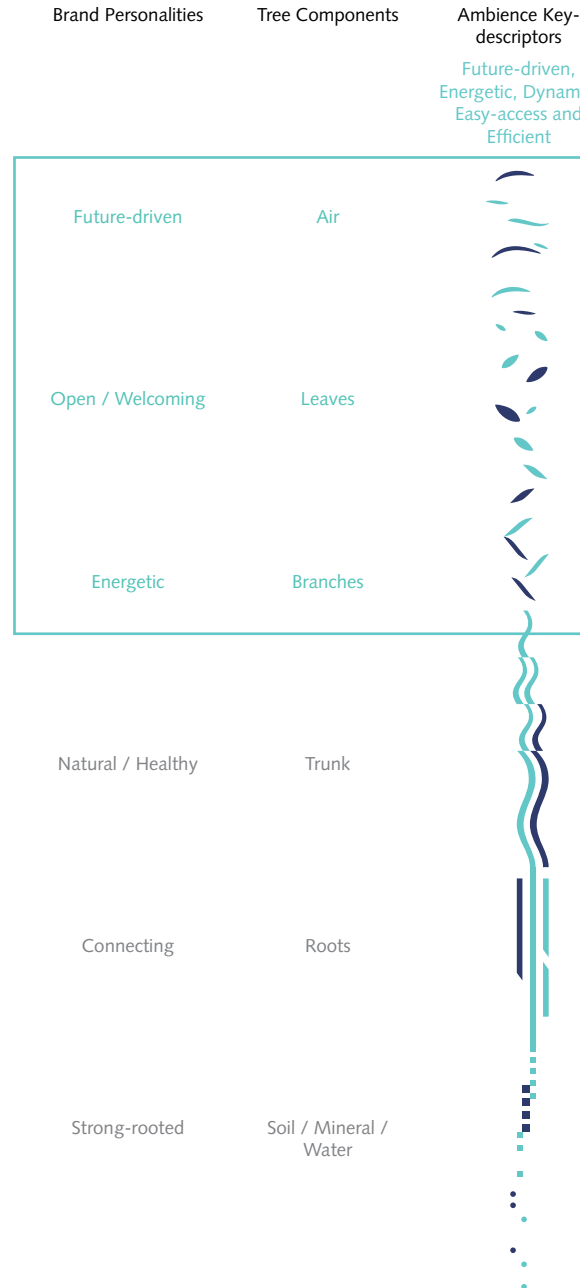 Brand Personalities
Tree Components
Ambience Key-
descriptors
Future-driven,
Energetic, Dynam
Easy-access and
Efficient
Future-driven
Air
Open / Welcoming
Leaves
Energetic
Branches
Natural / Healthy
Trunk
Connecting
Roots
Strong-rooted
Soil / Mineral /
Water